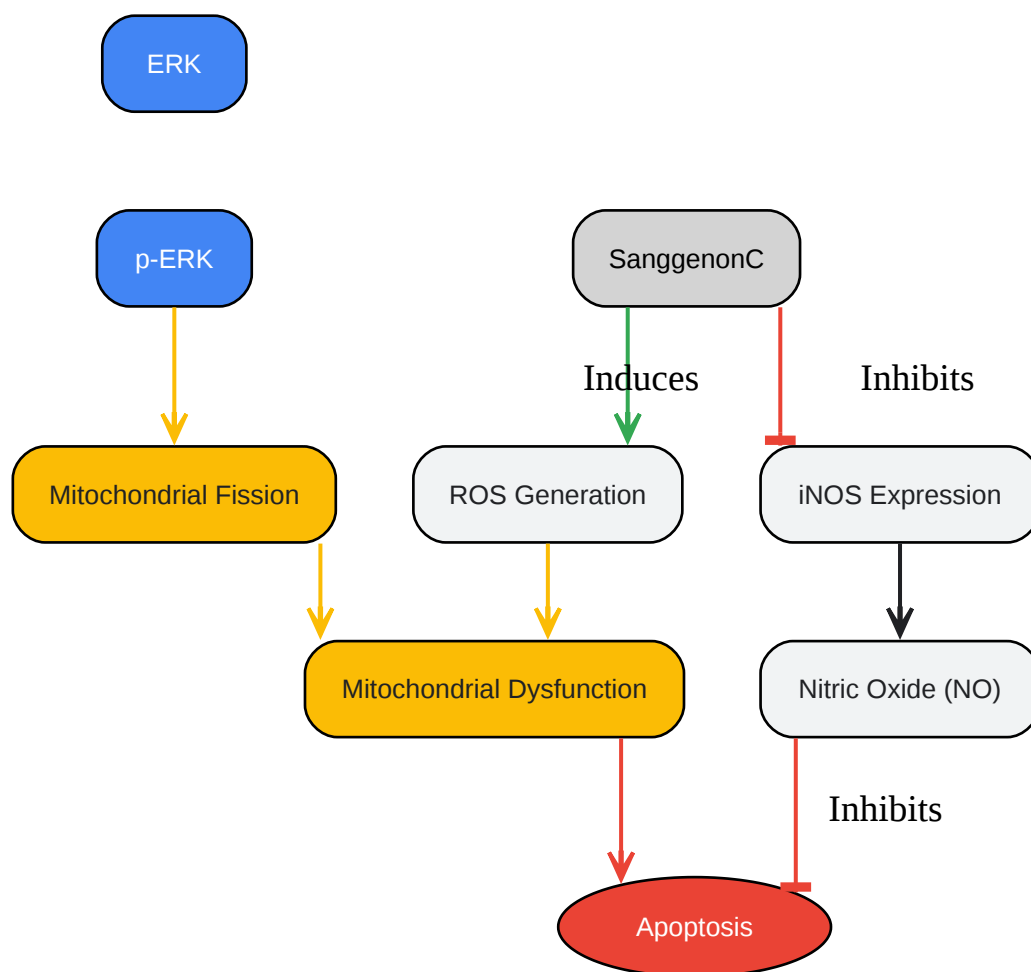 ERK
p-ERK
SanggenonC
Induces
Inhibits
Mitochondrial Fission
ROS Generation
iNOS Expression
Mitochondrial Dysfunction
Nitric Oxide (NO)
Inhibits
Apoptosis